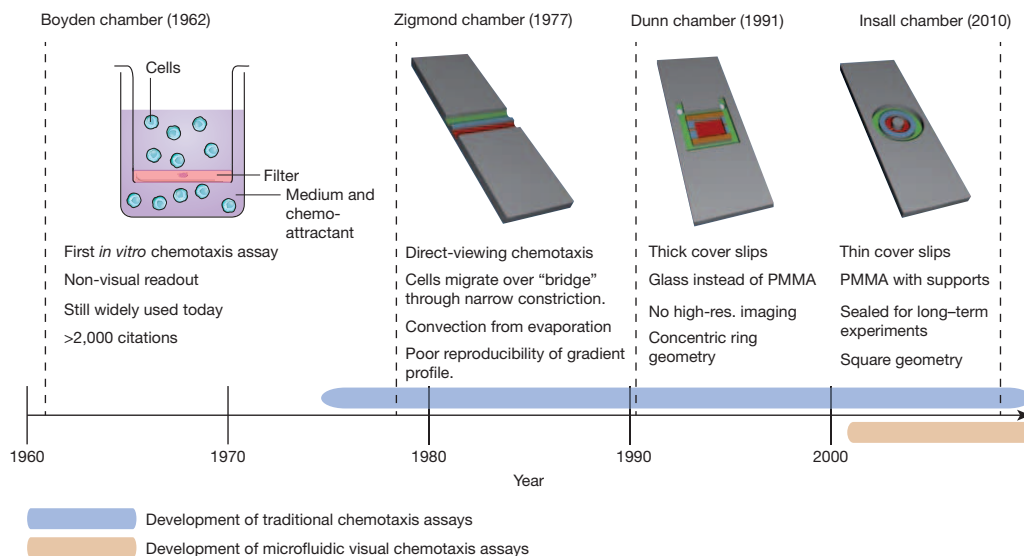 Boyden chamber (1962)
Cells
Filter
Medium and
chemo-
attractant
First in vitro chemotaxis assay
Non-visual readout
Still widely used today
>2,000 citations
Zigmond chamber (1977)
Direct-viewing chemotaxis
Cells migrate over “bridge”
through narrow constriction.
Convection from evaporation
Poor reproducibility of gradient
profile.
Dunn chamber (1991)
Thick cover slips
Glass instead of PMMA
No high-res. imaging
Concentric ring
geometry
Insall chamber (2010)
Thin cover slips
PMMA with supports
Sealed for long–term
experiments
Square geometry
1960
1970
1980
1990
2000
Year
Development of traditional chemotaxis assays
Development of microfluidic visual chemotaxis assays